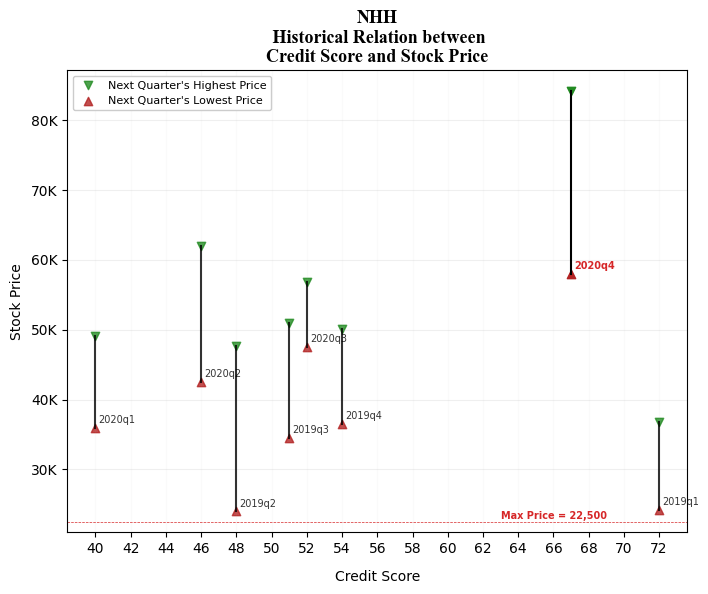 NHH
Historical Relation between
Credit Score and Stock Price
Next Quarter's Highest Price
Next Quarter's Lowest Price
Stock Price
80K
70K
60K
50K
40K
30K
2020q4
2020q3
2020q2
2020q1
2019q4
2019q3
2019q2
2019q1
Max Price = 22,500
40 42 44 46 48 50 52 54 56 58 60 62 64 66 68 70 72
Credit Score